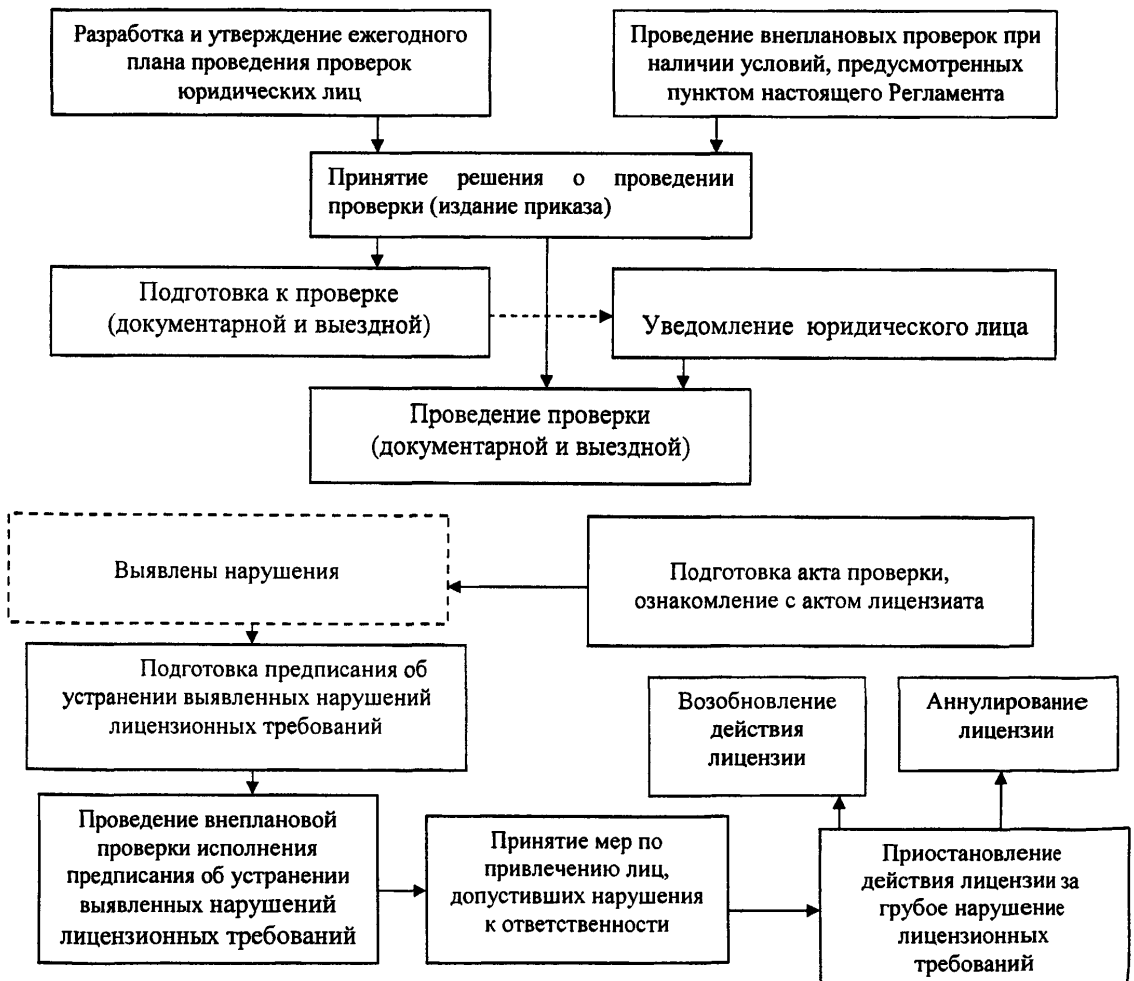 Разработка и утверждение ежегодного
плана проведения проверок
юридических лиц
Проведение внеплановых проверок при
наличии условий, предусмотренных
пунктом настоящего Регламента
Принятие решения о проведении
проверки (издание приказа)
Подготовка к проверке
(документарной и выездной)
Уведомление юридического лица
Проведение проверки
(документарной и выездной)
Выявлены нарушения
Подготовка акта проверки,
ознакомление с актом лицензиата
Подготовка предписания об
устранении выявленных нарушений
лицензионных требований
Возобновление
действия
лицензии
Аннулирование
лицензии
Проведение внеплановой
проверки исполнения
предписания об устранении
выявленных нарушений
лицензионных требований
Принятие мер по
привлечению лиц,
допустивших нарушения
к ответственности
Приостановление
действия лицензии за
грубое нарушение
лицензионных
требований